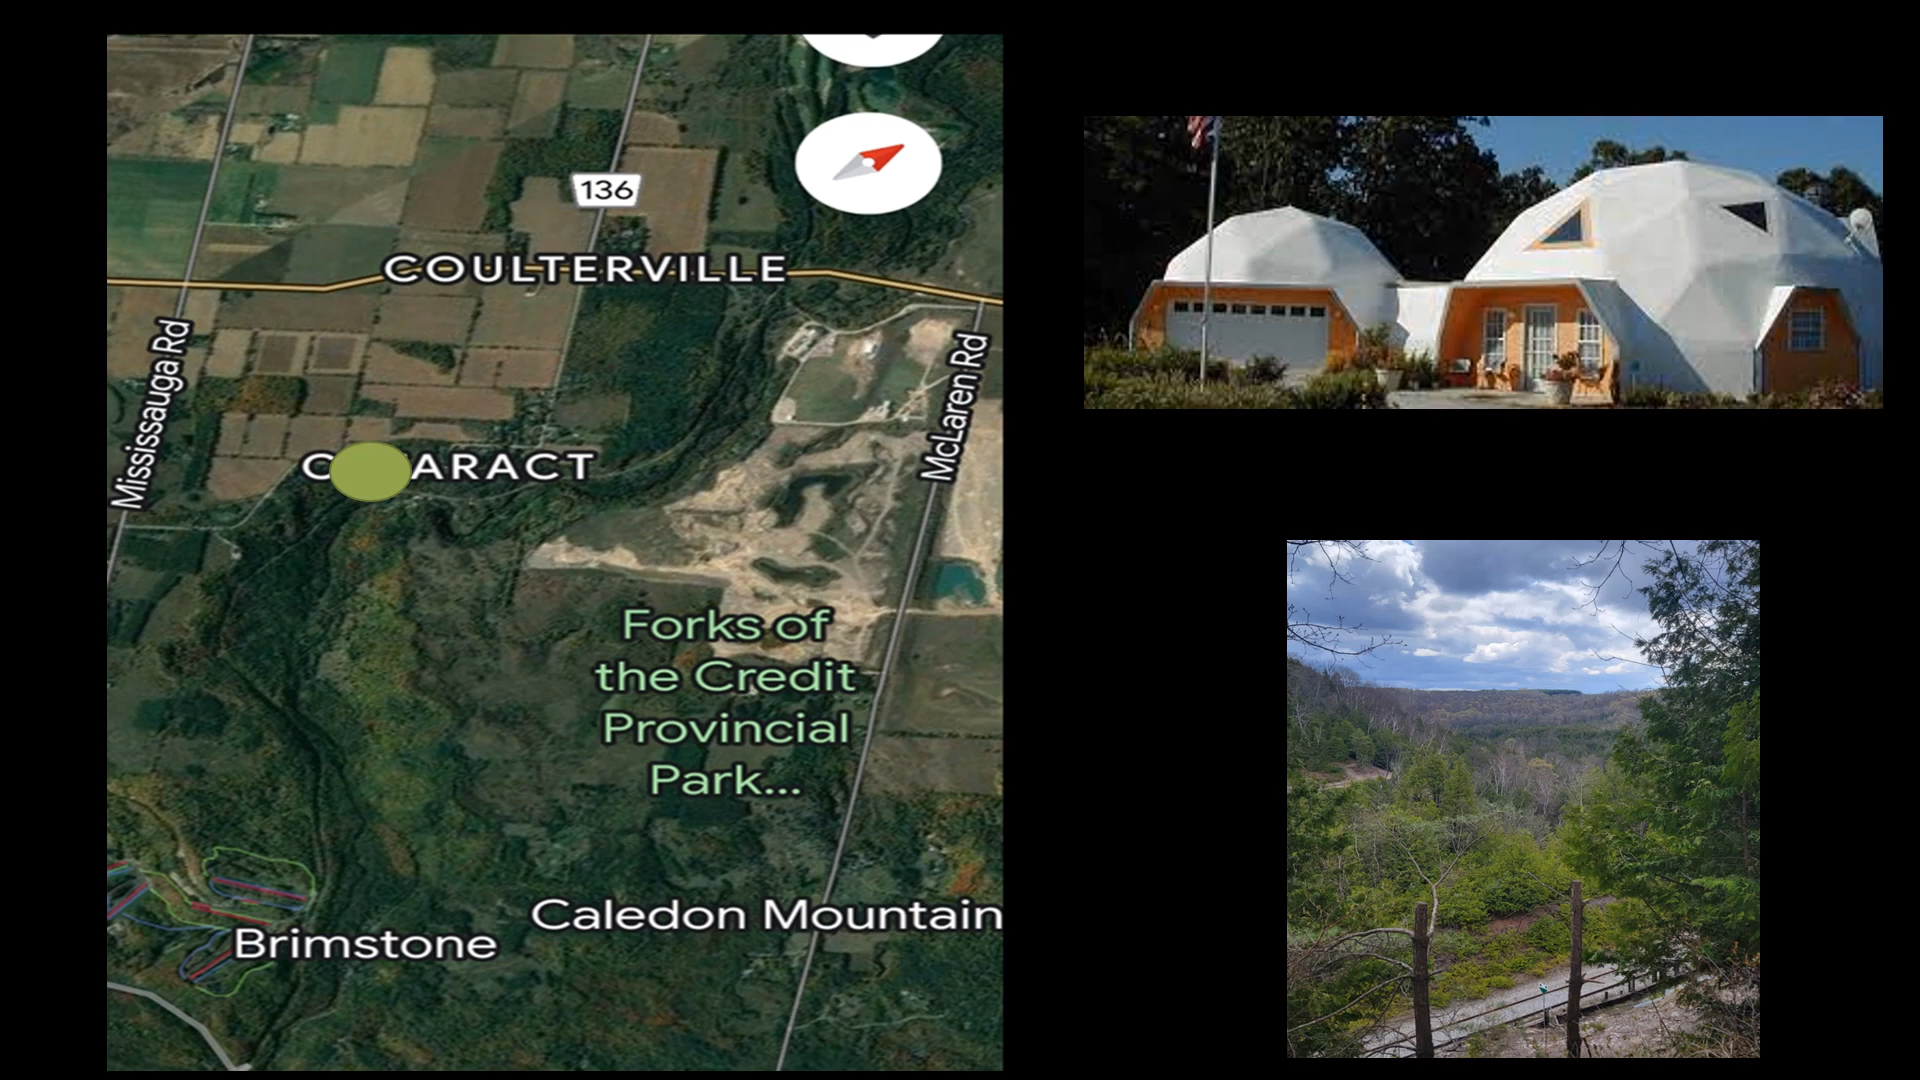 136
COULTERVILLE
Mississauga Rd
McLaren Rd
C ARACT
Forks of
the Credit
Provincial
Park...
Caledon Mountain
Brimstone